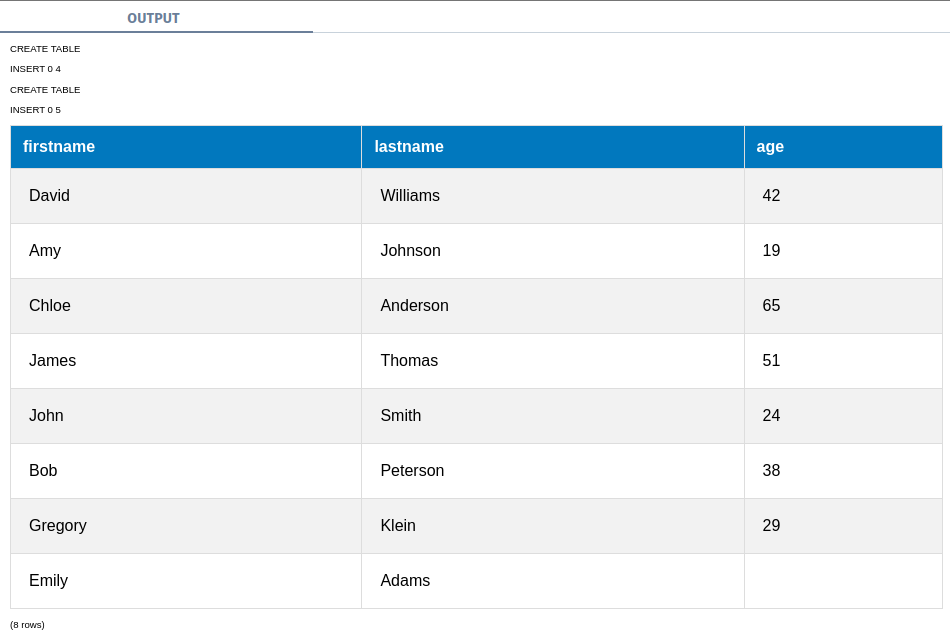 OUTPUT
CREATE TABLE
INSERT 0 4
CREATE TABLE
INSERT 0 5
firstname lastname age
David Williams 42
Amy Johnson 19
Chloe Anderson 65
James Thomas 51
John Smith 24
Bob Peterson 38
Gregory Klein 29
Emily Adams
(8 rows)